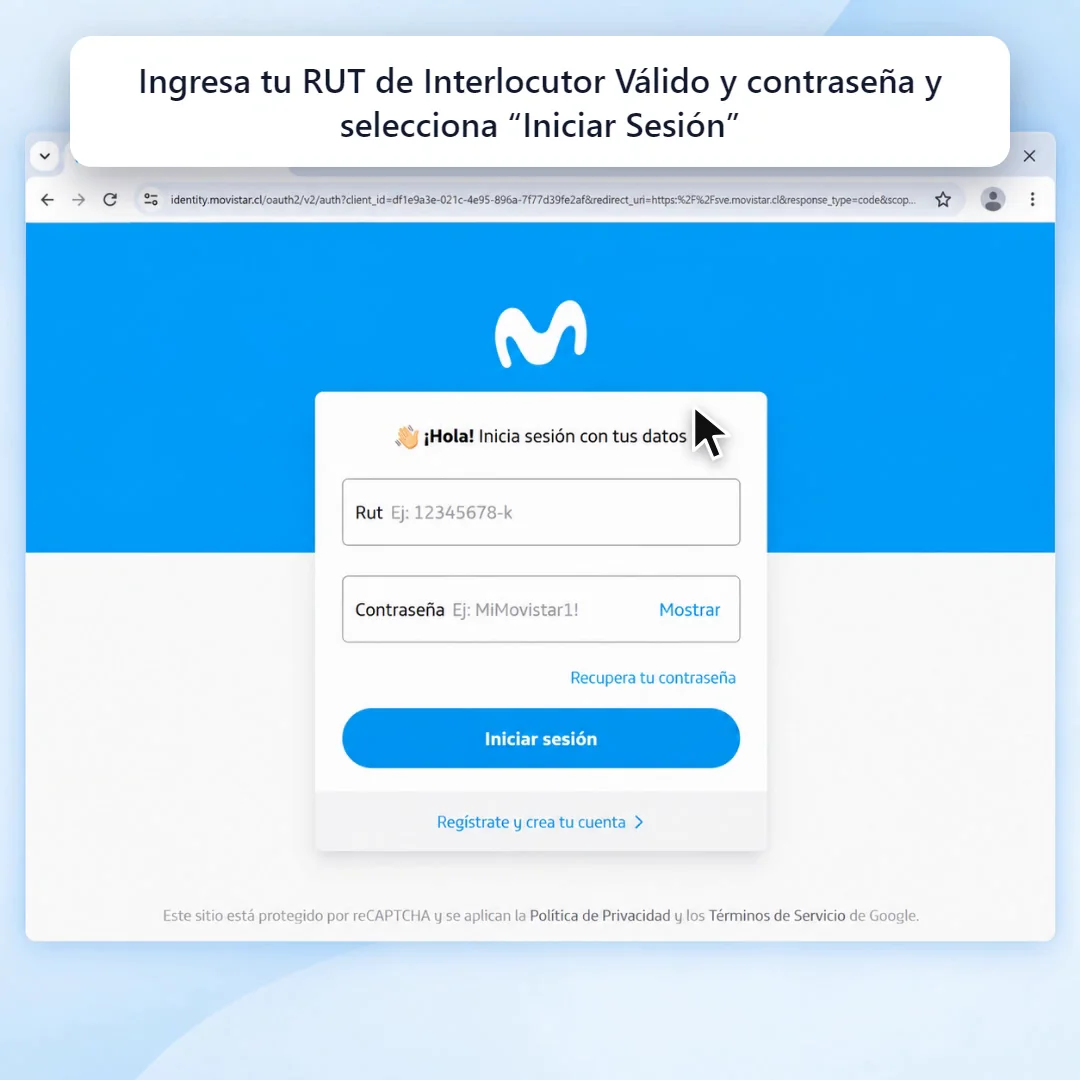 Ingresa tu RUT de Interlocutor Válido y contraseña y
selecciona “Iniciar Sesión”
identity.movistar.cl/oauth2/v2/auth?client_id=df1e9a3e-021c-4e95-896a-7f77d39fe2af&redirect_uri=https:%2F%2Fsve.movistar.cl&response_type=code&scop...
¡Hola! Inicia sesión con tus datos
Rut Ej: 12345678-k
Contraseña Ej: MiMovistar1! Mostrar
Recupera tu contraseña
Iniciar sesión
Regístrate y crea tu cuenta >
Este sitio está protegido por reCAPTCHA y se aplican la Política de Privacidad y los Términos de Servicio de Google.